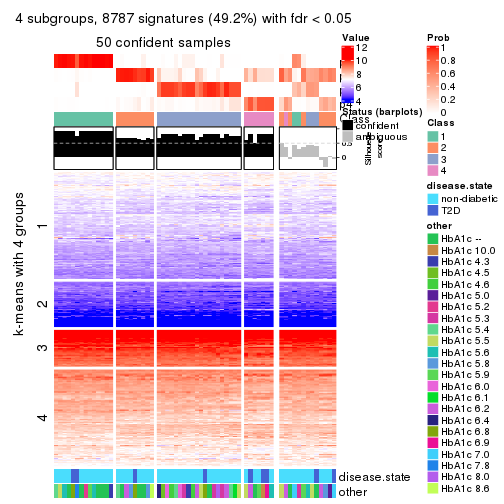 4 subgroups, 8787 signatures (49.2%) with fdr < 0.05
50 confident samples
k-means with 4 groups
1
2
3
4
Class
0.5
0
Silhouette
score
disease.state
other
Value
12
10
8
6
4
Status (barplots)
confident
ambiguous
Prob
1
0.8
0.6
0.4
0.2
0
Class
1
2
3
4
disease.state
non-diabetic
T2D
other
HbA1c --
HbA1c 10.0
HbA1c 4.3
HbA1c 4.5
HbA1c 4.6
HbA1c 5.0
HbA1c 5.2
HbA1c 5.3
HbA1c 5.4
HbA1c 5.5
HbA1c 5.6
HbA1c 5.8
HbA1c 5.9
HbA1c 6.0
HbA1c 6.1
HbA1c 6.2
HbA1c 6.4
HbA1c 6.8
HbA1c 6.9
HbA1c 7.0
HbA1c 7.8
HbA1c 8.0
HbA1c 8.6